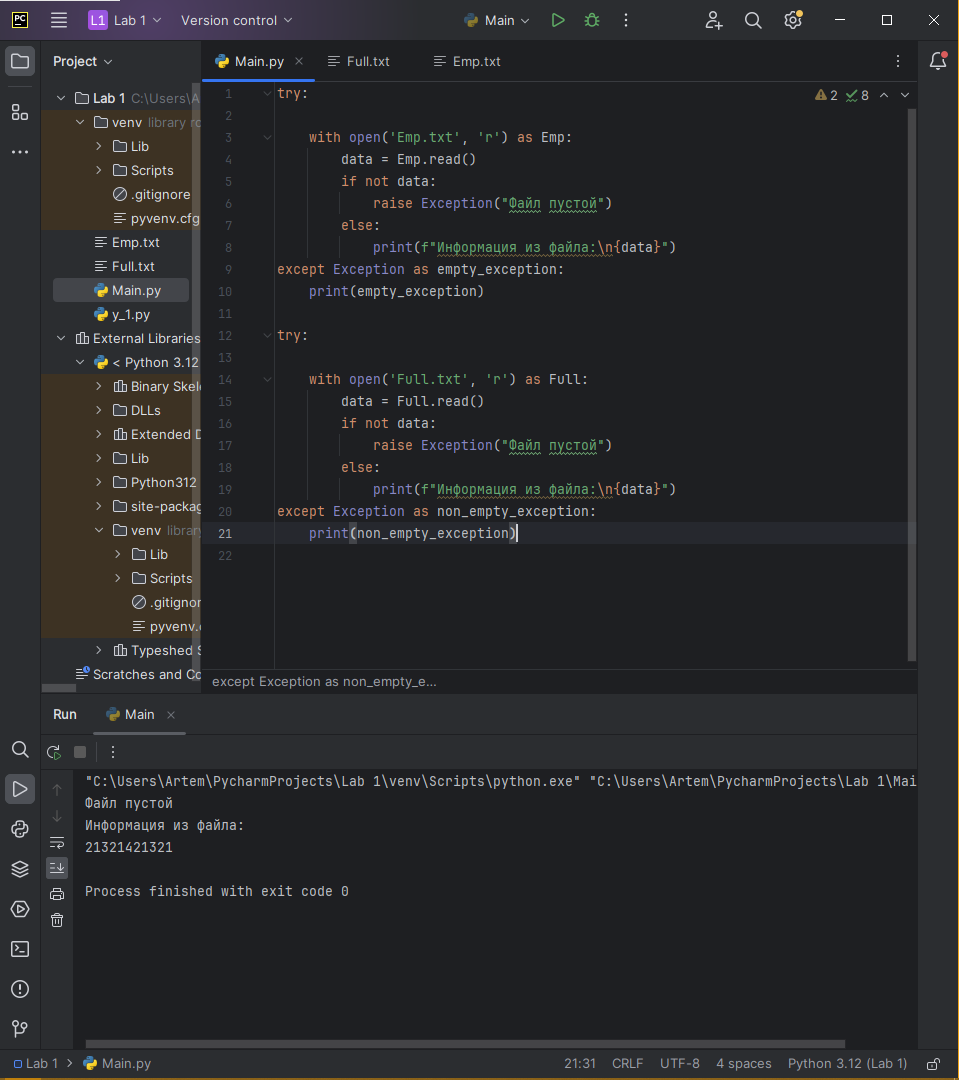 PC L1 Lab 1 Version control Main
Project
Main.py Full.txt Emp.txt
Lab 1 C:\Users\A
venv library ro
Lib
Scripts
.gitignore
pyvenv.cfg
Emp.txt
Full.txt
Main.py
y_1.py
External Libraries
< Python 3.12
Binary Skele
DLLs
Extended D
Lib
Python312
site-packag
venv library
Lib
Scripts
.gitignor
pyvenv.c
Typeshed S
Scratches and Co
2 8
1 try:
2
3 with open('Emp.txt', 'r') as Emp:
4 data = Emp.read()
5 if not data:
6 raise Exception("Файл пустой")
7 else:
8 print(f"Информация из файла:\n{data}")
9 except Exception as empty_exception:
10 print(empty_exception)
11
12 try:
13
14 with open('Full.txt', 'r') as Full:
15 data = Full.read()
16 if not data:
17 raise Exception("Файл пустой")
18 else:
19 print(f"Информация из файла:\n{data}")
20 except Exception as non_empty_exception:
21 print(non_empty_exception)
22
except Exception as non_empty_e...
Run Main
"C:\Users\Artem\PycharmProjects\Lab 1\venv\Scripts\python.exe" "C:\Users\Artem\PycharmProjects\Lab 1\Mai
Файл пустой
Информация из файла:
21321421321
Process finished with exit code 0
Lab 1 > Main.py 21:31 CRLF UTF-8 4 spaces Python 3.12 (Lab 1)